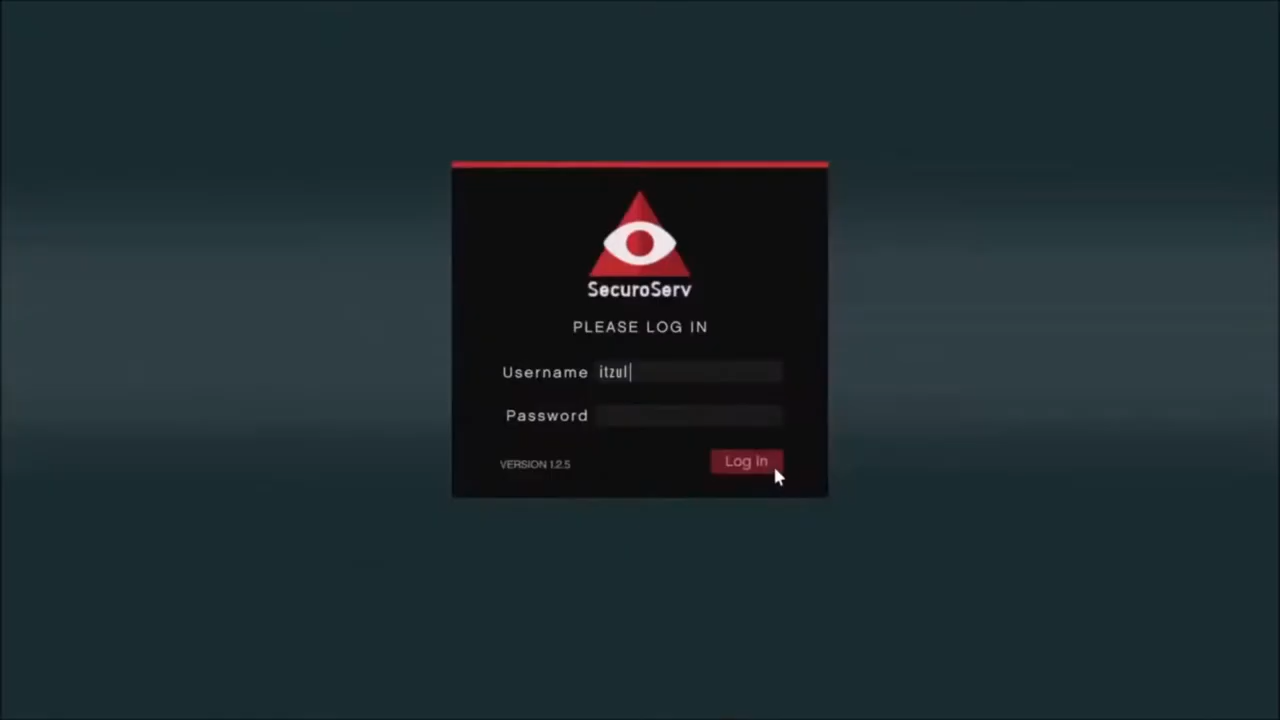 SecuroServ
PLEASE LOG IN
Username itzul
Password
VERSION 1.2.5
Log In